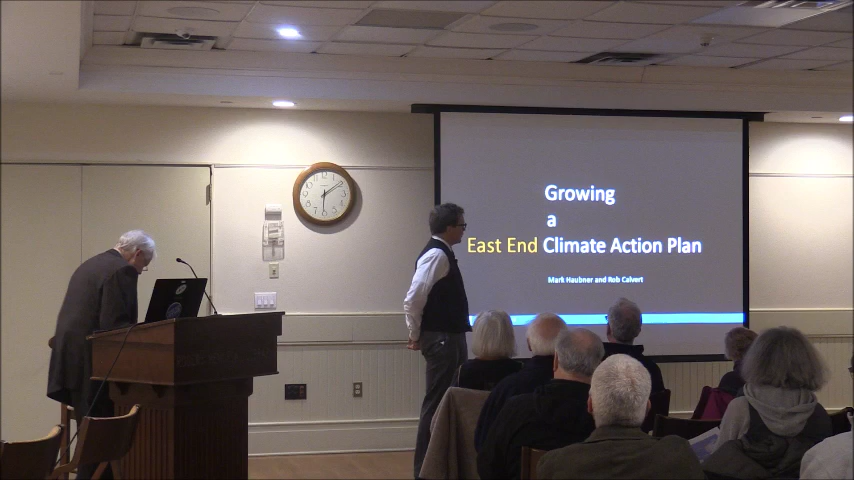 Growing
a
East End Climate Action Plan
Mark Haubner and Rob Calvert